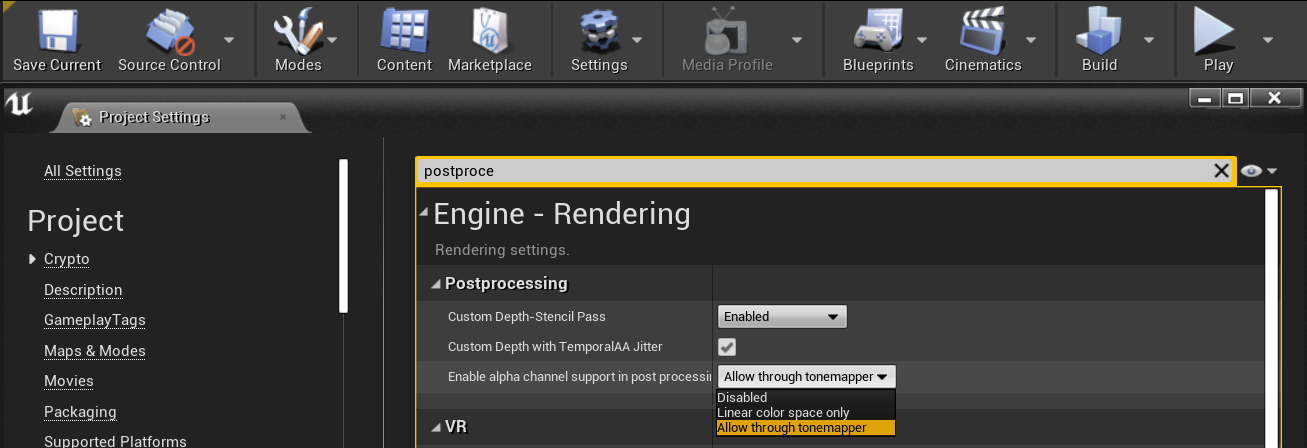 Save Current
Source Control
Modes
Content
Marketplace
Settings
Media Profile
Blueprints
Cinematics
Build
Play
Project Settings
All Settings
Project
Crypto
Description
GameplayTags
Maps & Modes
Movies
Packaging
Supported Platforms
postproce
Engine - Rendering
Rendering settings.
Postprocessing
Custom Depth-Stencil Pass
Enabled
Custom Depth with TemporalAA Jitter
Enable alpha channel support in post processi
Allow through tonemapper
Disabled
Linear color space only
Allow through tonemapper
VR